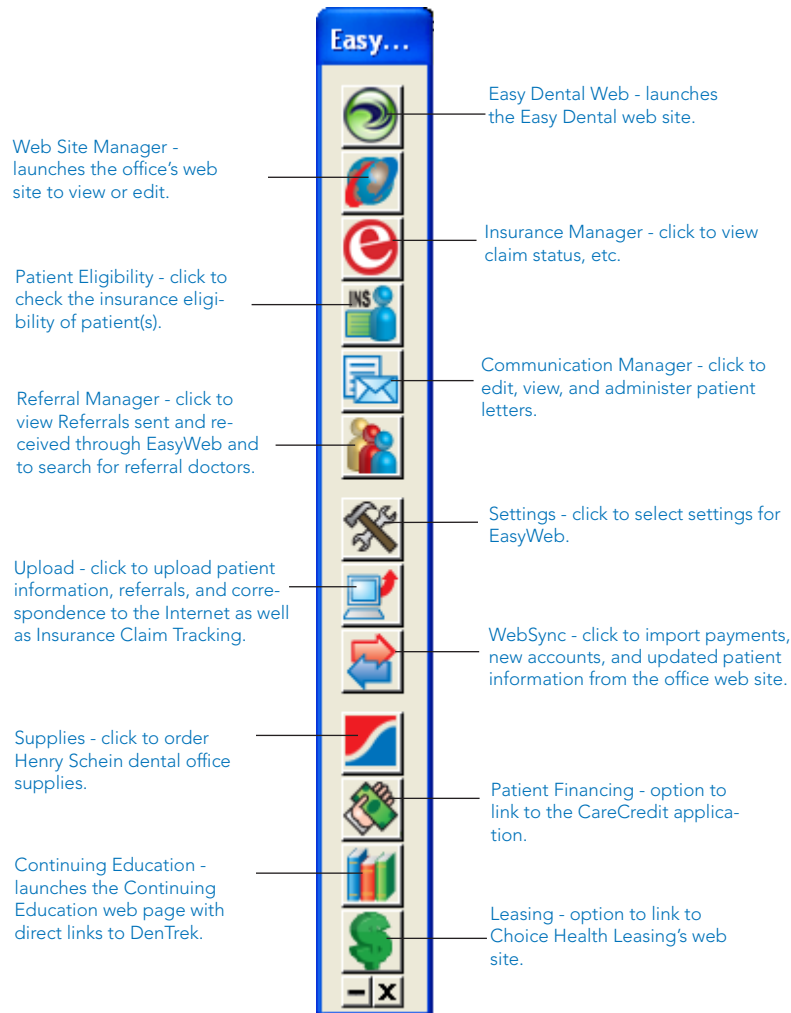 Easy...
Easy Dental Web - launches
the Easy Dental web site.
Web Site Manager -
launches the office's web
site to view or edit.
Insurance Manager - click to view
claim status, etc.
Patient Eligibility - click to
check the insurance eligi-
bility of patient(s).
INS
Communication Manager - click to
edit, view, and administer patient
letters.
Referral Manager - click to
view Referrals sent and re-
ceived through EasyWeb and
to search for referral doctors.
Settings - click to select settings for
EasyWeb.
Upload - click to upload patient
information, referrals, and corre-
spondence to the Internet as well
as Insurance Claim Tracking.
WebSync - click to import payments,
new accounts, and updated patient
information from the office web site.
Supplies - click to order
Henry Schein dental office
supplies.
Patient Financing - option to
link to the CareCredit applica-
tion.
Continuing Education -
launches the Continuing
Education web page with
direct links to DenTrek.
Leasing - option to link to
Choice Health Leasing's web
site.